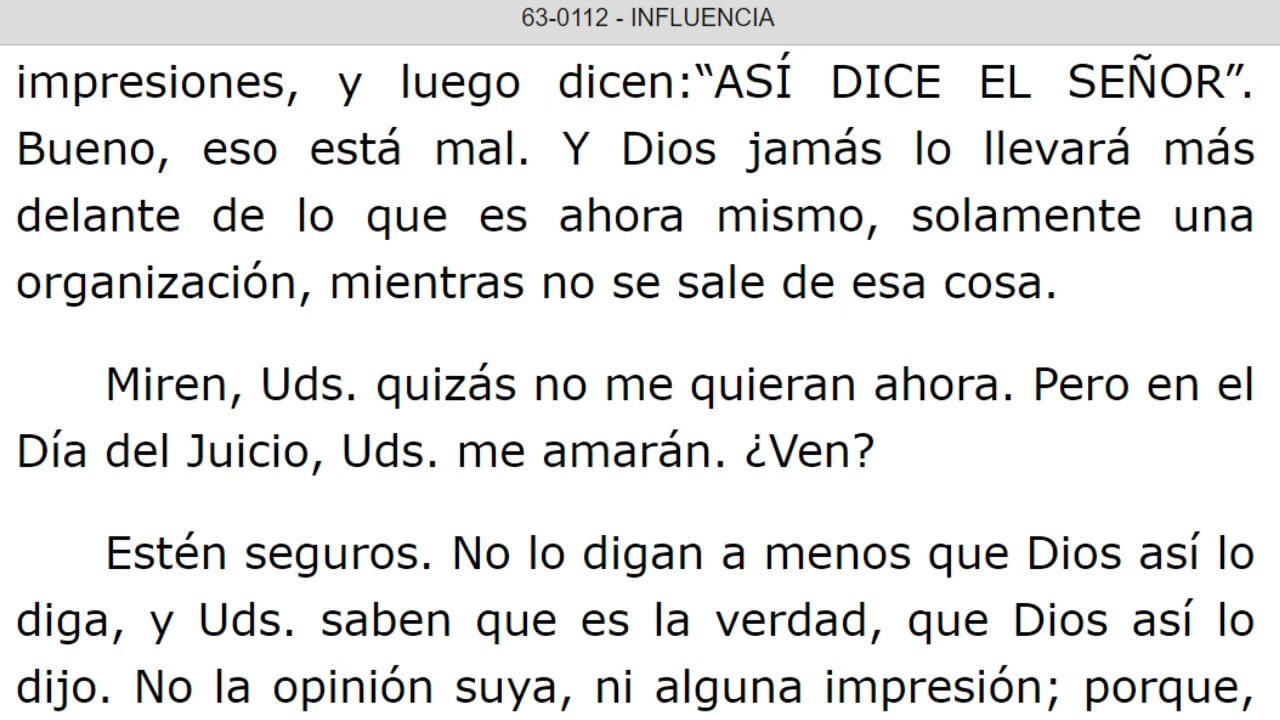 63-0112 - INFLUENCIA
impresiones, y luego dicen:“ASÍ DICE EL SEÑOR”.
Bueno, eso está mal. Y Dios jamás lo llevará más
delante de lo que es ahora mismo, solamente una
organización, mientras no se sale de esa cosa.
Miren, Uds. quizás no me quieran ahora. Pero en el
Día del Juicio, Uds. me amarán. ¿Ven?
Estén seguros. No lo digan a menos que Dios así lo
diga, y Uds. saben que es la verdad, que Dios así lo
dijo. No la opinión suya, ni alguna impresión; porque,